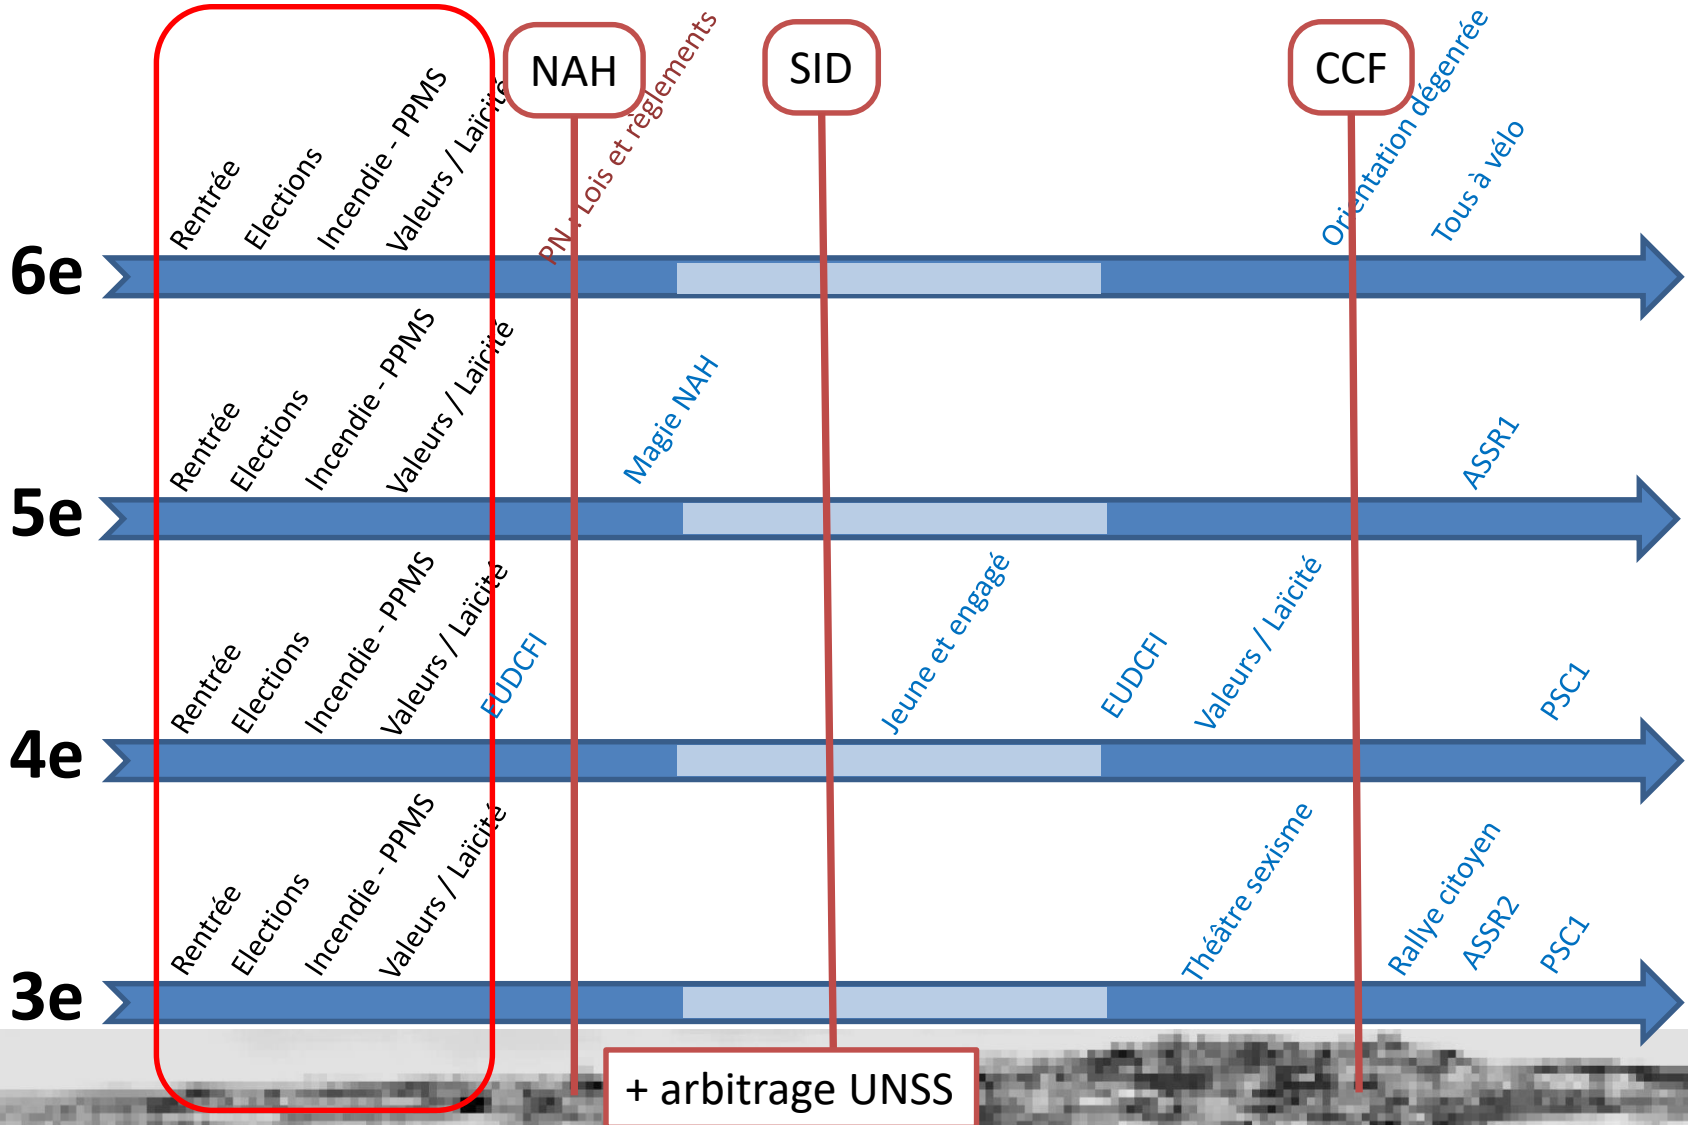 NAH
SID
CCF
Rentrée
Elections
Incendie - PPMS
Valeurs / Laïcité
PN : Lois et règlements
Orientation dégenrée
Tous à vélo
6e
Rentrée
Elections
Incendie - PPMS
Valeurs / Laïcité
Magie NAH
ASSR1
5e
Rentrée
Elections
Incendie - PPMS
Valeurs / Laïcité
EUDCFI
Jeune et engagé
EUDCFI
Valeurs / Laïcité
PSC1
4e
Rentrée
Elections
Incendie - PPMS
Valeurs / Laïcité
Théâtre sexisme
Rallye citoyen
ASSR2
PSC1
3e
+ arbitrage UNSS